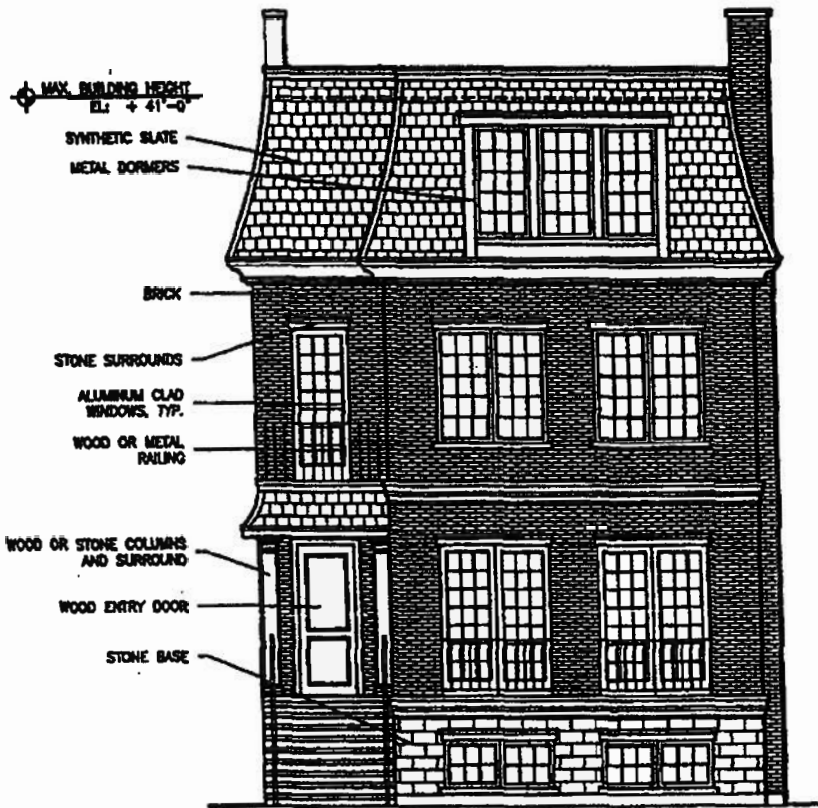 MAX. BUILDING HEIGHT
EL: + 41'-0"
SYNTHETIC SLATE
METAL DORMERS
BRICK
STONE SURROUNDS
ALUMINUM CLAD
WINDOWS, TYP.
WOOD OR METAL
RAILING
WOOD OR STONE COLUMNS
AND SURROUND
WOOD ENTRY DOOR
STONE BASE